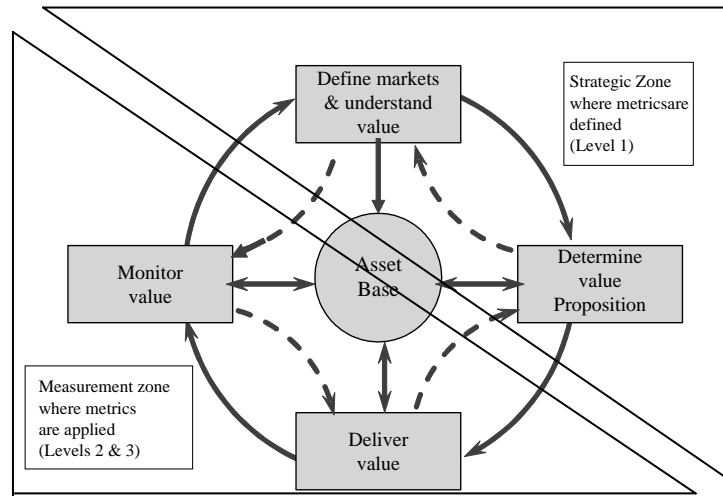 Define markets
& understand
value
Strategic Zone
where metricsare
defined
(Level 1)
Asset
Base
Monitor
value
Determine
value
Proposition
Measurement zone
where metrics
are applied
(Levels 2 & 3)
Deliver
value